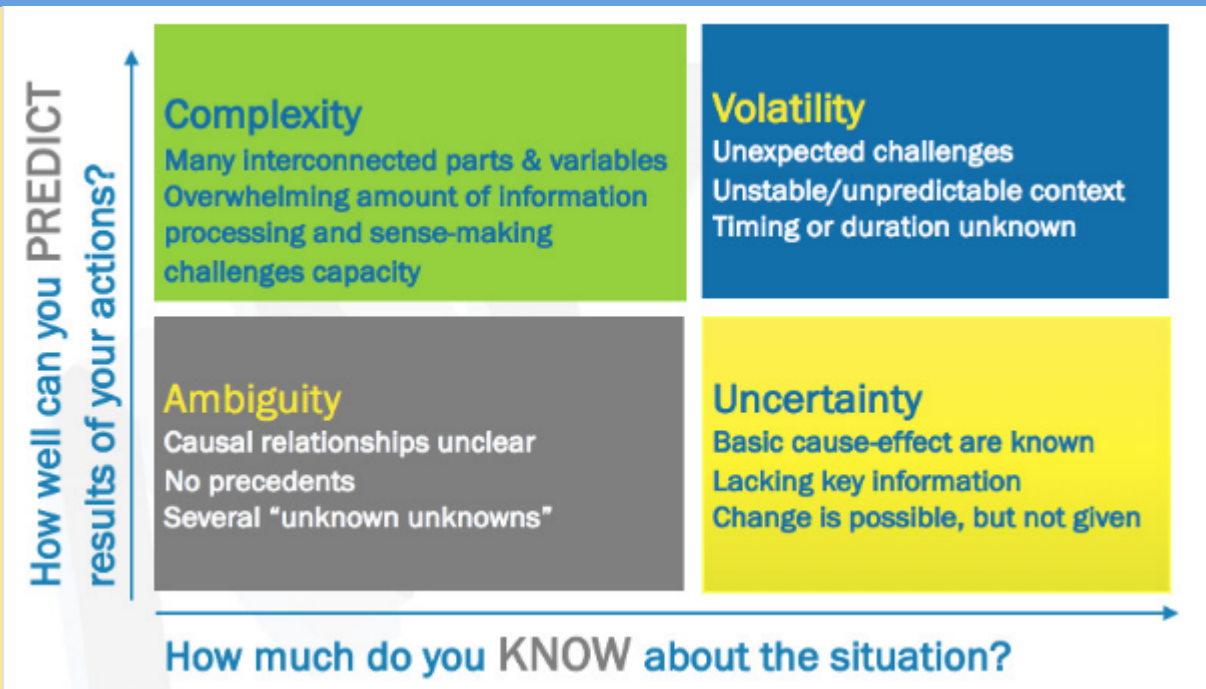 How well can you PREDICT
results of your actions?
Complexity
Many interconnected parts & variables
Overwhelming amount of information
processing and sense-making
challenges capacity
Volatility
Unexpected challenges
Unstable/unpredictable context
Timing or duration unknown
Ambiguity
Causal relationships unclear
No precedents
Several “unknown unknowns”
Uncertainty
Basic cause-effect are known
Lacking key information
Change is possible, but not given
How much do you KNOW about the situation?